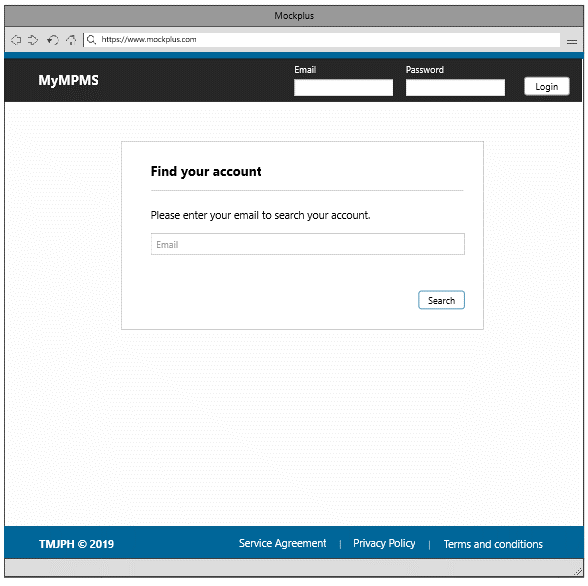 Mockplus
https://www.mockplus.com
Email Password
MyMPMS
Login
Find your account
Please enter your email to search your account.
Email
Search
TMJPH © 2019 Service Agreement | Privacy Policy | Terms and conditions